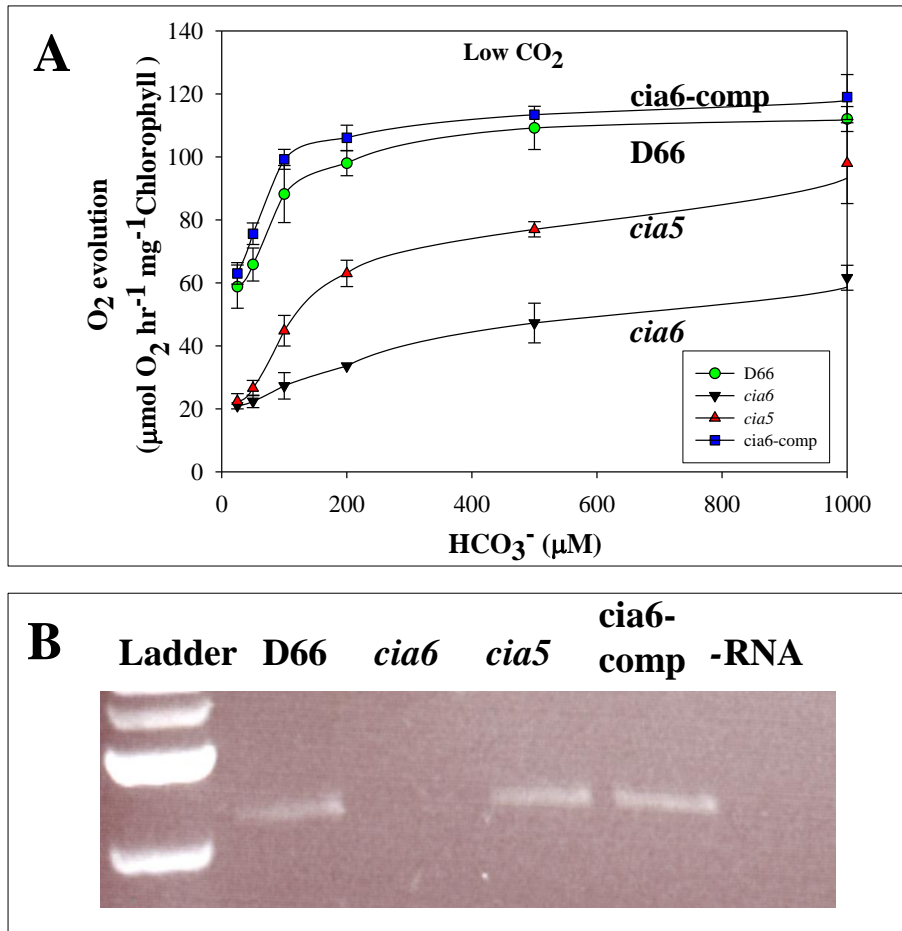 A
Low CO2
140
120
100
80
60
40
20
0
O2 evolution
(μmol O2 hr-1 mg-1Chlorophyll )
cia6-comp
D66
cia5
cia6
D66
cia6
cia5
cia6-comp
0 200 400 600 800 1000
HCO3- (μM)
B
Ladder D66 cia6 cia5 cia6-
comp -RNA